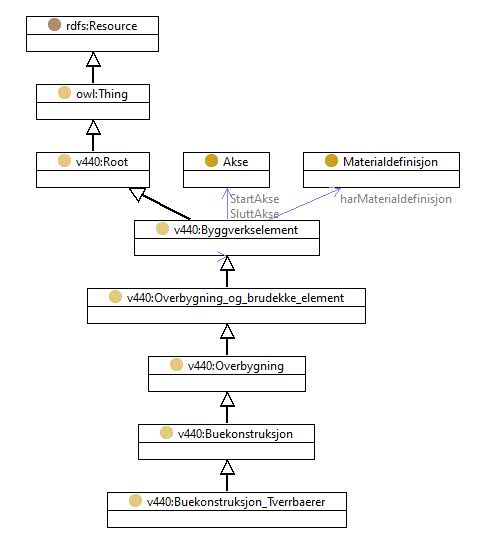 rdfs:Resource
owl:Thing
v440:Root
Akse
Materialdefinisjon
StartAkse
SluttAkse
harMaterialdefinisjon
v440:Byggverkselement
v440:Overbygning_og_brudekke_element
v440:Overbygning
v440:Buekonstruksjon
v440:Buekonstruksjon_Tverrbaerer